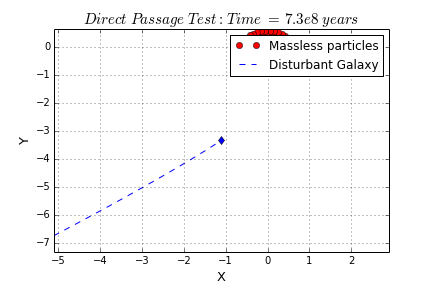 Direct Passage Test: Time = 7.3e8 years
Massless particles
Disturbant Galaxy
0
−1
−2
−3
−4
−5
−6
−7
Y
−5 −4 −3 −2 −1 0 1 2
X